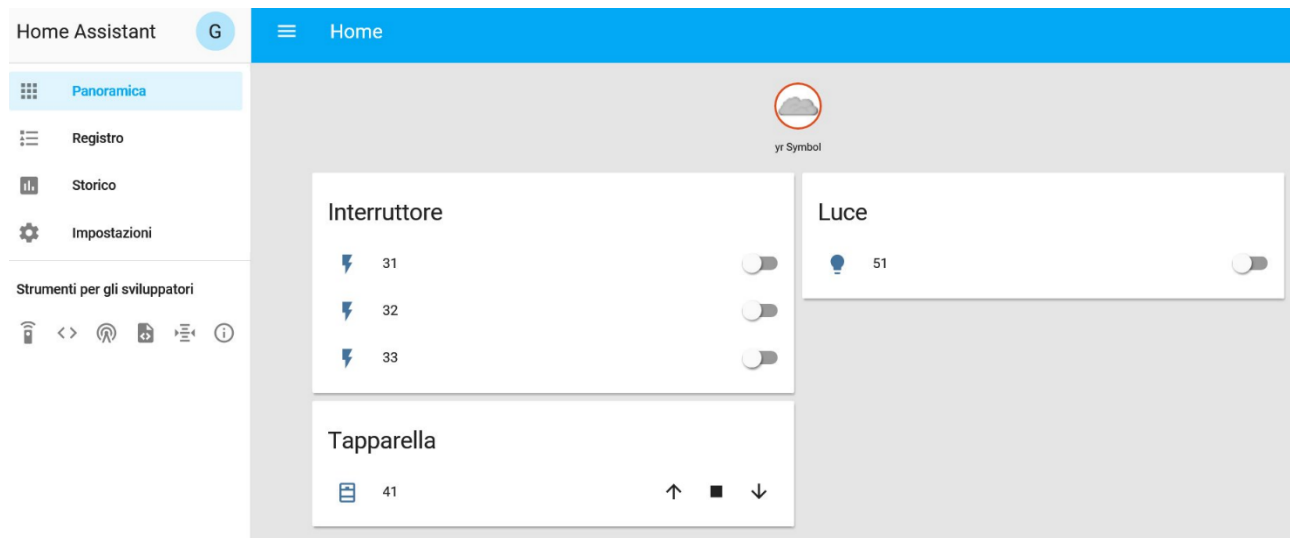 Home Assistant
G
Home
Panoramica
Registro
Storico
Impostazioni
Strumenti per gli sviluppatori
yr Symbol
Interruttore
31
32
33
Tapparella
41
Luce
51